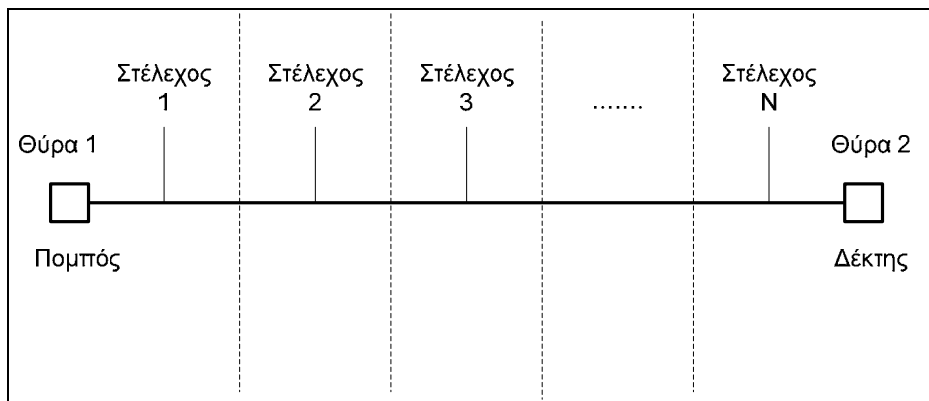 Στέλεχος
1
Στέλεχος
2
Στέλεχος
3
.......
Στέλεχος
N
Θύρα 1
Θύρα 2
Πομπός
Δέκτης